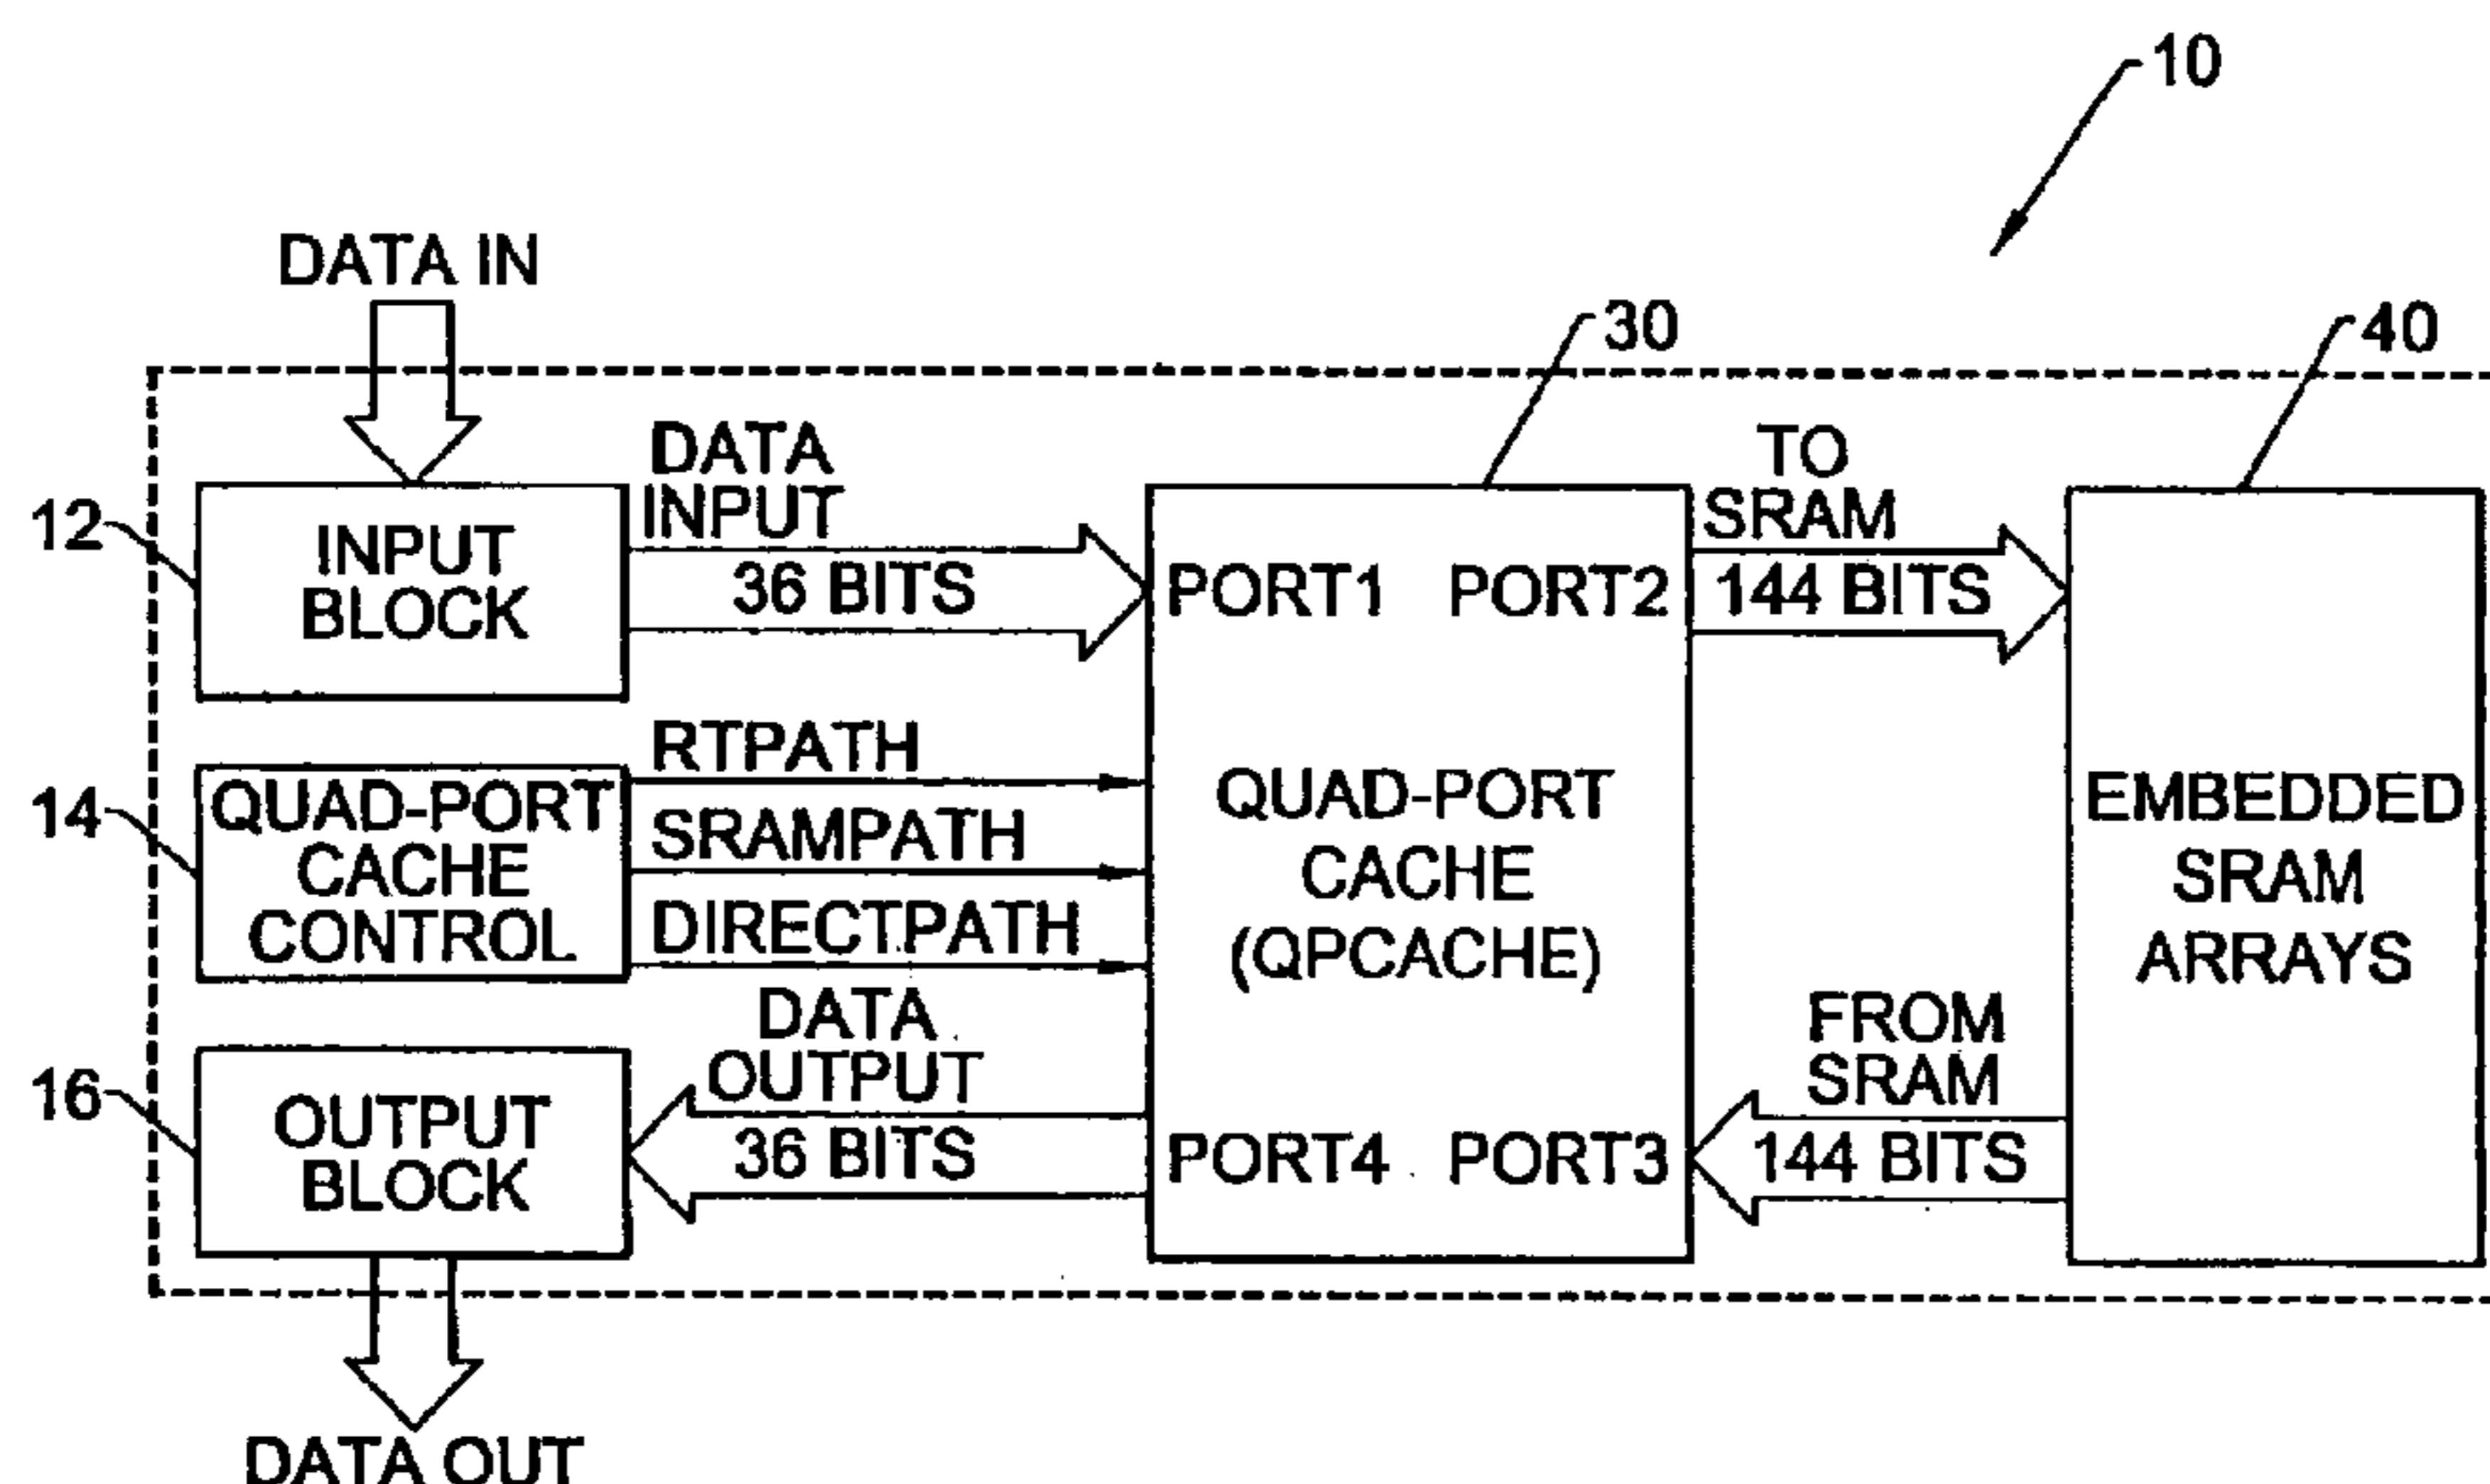 10
DATA IN
30
40
DATA
INPUT
TO
SRAM
12
INPUT
BLOCK
36 BITS
PORT1
PORT2
144 BITS
RTPATH
14
QUAD-PORT
CACHE
CONTROL
SRAMPATH
DIRECTPATH
QUAD-PORT
CACHE
(QPCACHE)
EMBEDDED
SRAM
ARRAYS
DATA
OUTPUT
FROM
SRAM
16
OUTPUT
BLOCK
36 BITS
PORT4
PORT3
144 BITS
DATA OUT